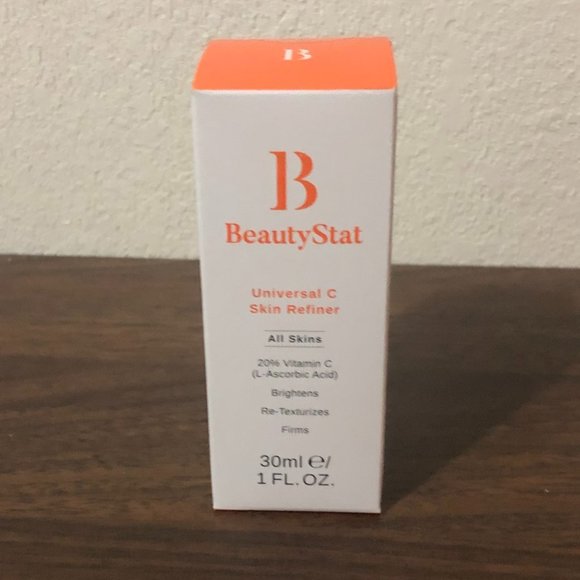 B
B
BeautyStat
Universal C
Skin Refiner
All Skins
20% Vitamin C
(L-Ascorbic Acid)
Brightens
Re-Texturizes
Firms
30ml ℮/
1 FL. OZ.